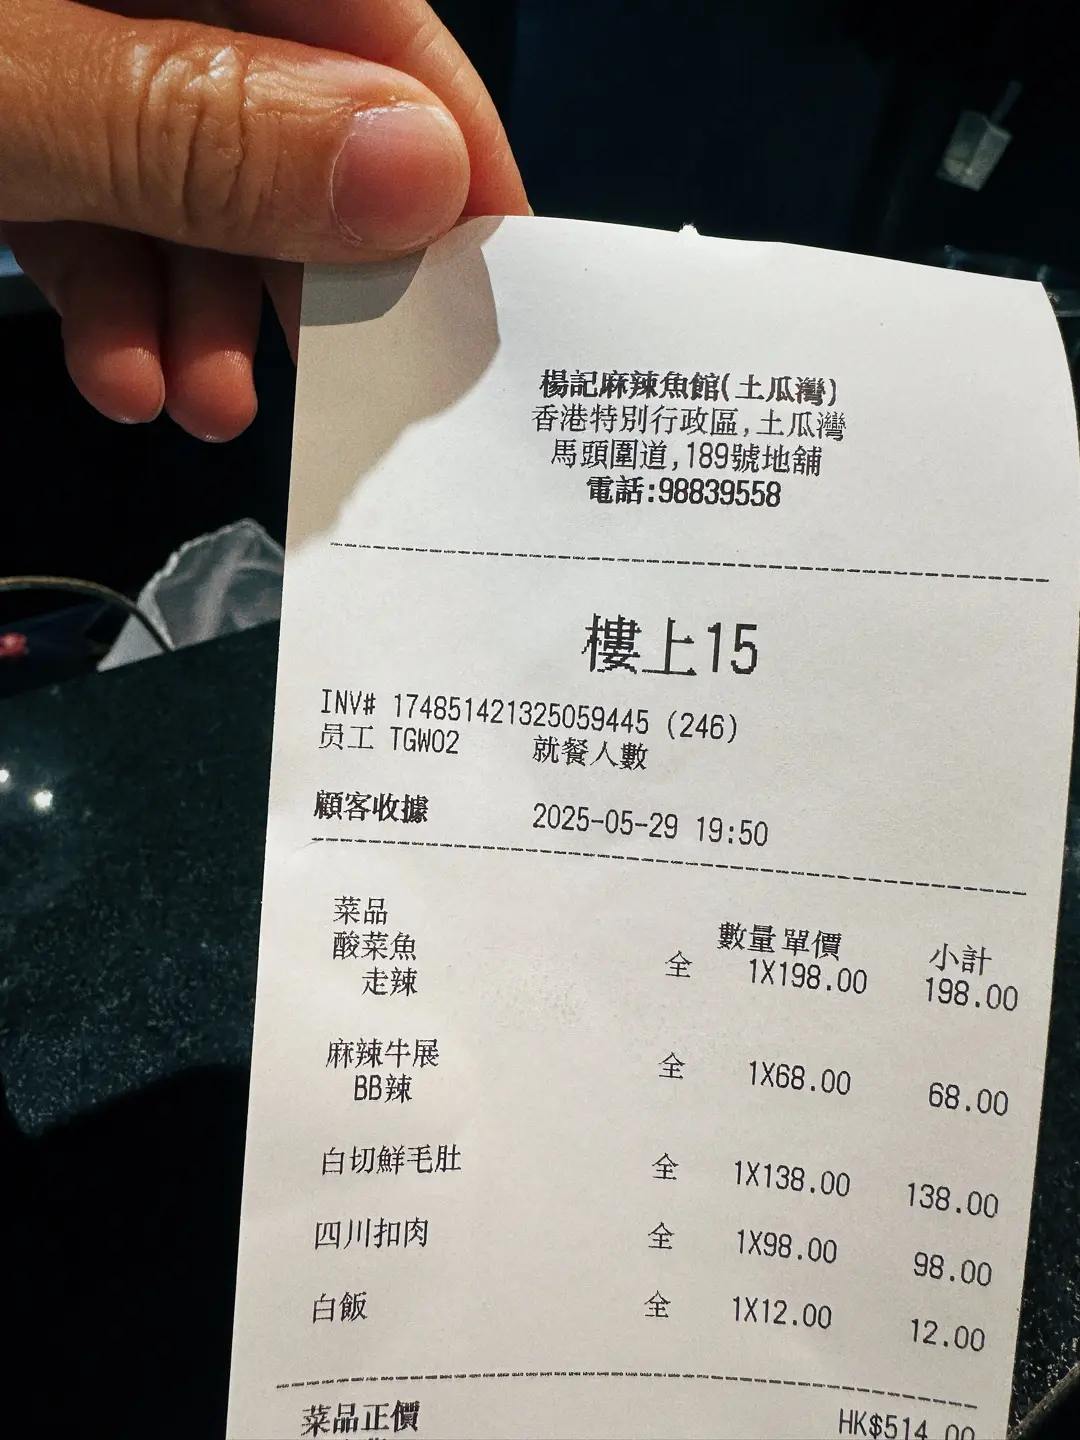 楊記麻辣魚館(土瓜灣)
香港特別行政區,土瓜灣
馬頭圍道,189號地舖
電話:98839558
樓上15
INV# 174851421325059445 (246)
员工 TGW02 就餐人數
顧客收據 2025-05-29 19:50
菜品 數量 單價 小計
酸菜魚 全 1X198.00 198.00
走辣
麻辣牛展 全 1X68.00 68.00
BB辣
白切鮮毛肚 全 1X138.00 138.00
四川扣肉 全 1X98.00 98.00
白飯 全 1X12.00 12.00
菜品正價 HK$514.00